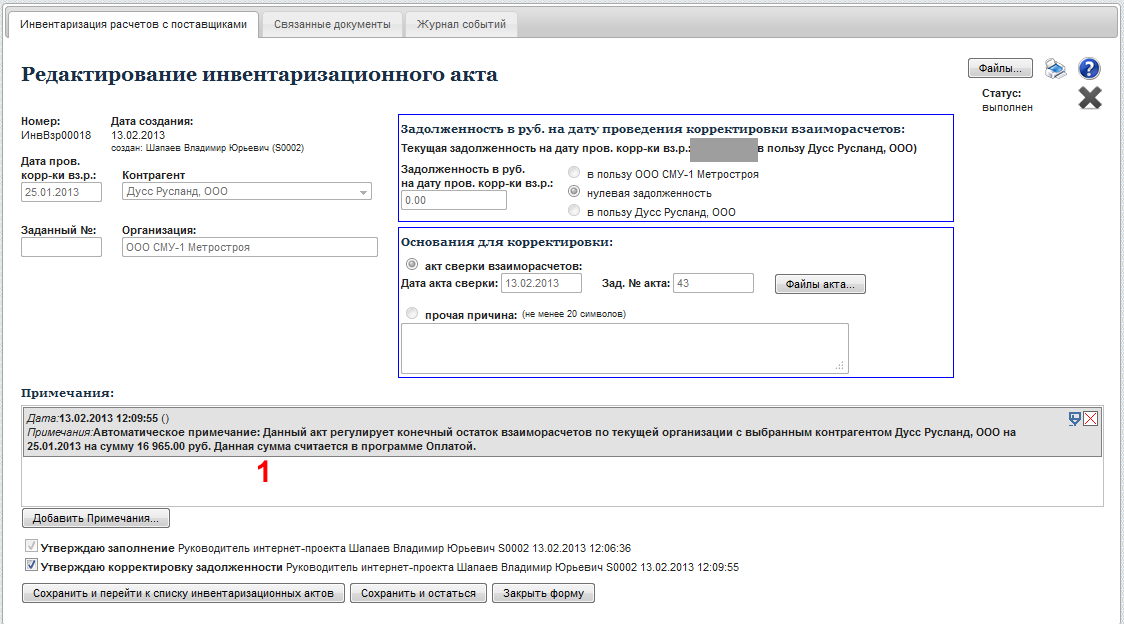 Инвентаризация расчетов с поставщиками
Связанные документы
Журнал событий
Редактирование инвентаризационного акта
Файлы...
?
Статус:
выполнен
Номер:
ИнвВзр00018
Дата создания:
13.02.2013
создан: Шапаев Владимир Юрьевич (S0002)
Дата пров.
корр-ки вз.р.:
25.01.2013
Контрагент
Дусс Русланд, ООО
Заданный №:
Организация:
ООО СМУ-1 Метростроя
Задолженность в руб. на дату проведения корректировки взаиморасчетов:
Текущая задолженность на дату пров. корр-ки вз.р.: в пользу Дусс Русланд, ООО)
Задолженность в руб.
на дату пров. корр-ки вз.р.:
0.00
в пользу ООО СМУ-1 Метростроя
нулевая задолженность
в пользу Дусс Русланд, ООО
Основания для корректировки:
акт сверки взаиморасчетов:
Дата акта сверки: 13.02.2013 Зад. № акта: 43 Файлы акта...
прочая причина: (не менее 20 символов)
Примечания:
Дата:13.02.2013 12:09:55 ()
Примечания:Автоматическое примечание: Данный акт регулирует конечный остаток взаиморасчетов по текущей организации с выбранным контрагентом Дусс Русланд, ООО на
25.01.2013 на сумму 16 965.00 руб. Данная сумма считается в программе Оплатой.
1
Добавить Примечания...
Утверждаю заполнение Руководитель интернет-проекта Шапаев Владимир Юрьевич S0002 13.02.2013 12:06:36
Утверждаю корректировку задолженности Руководитель интернет-проекта Шапаев Владимир Юрьевич S0002 13.02.2013 12:09:55
Сохранить и перейти к списку инвентаризационных актов
Сохранить и остаться
Закрыть форму